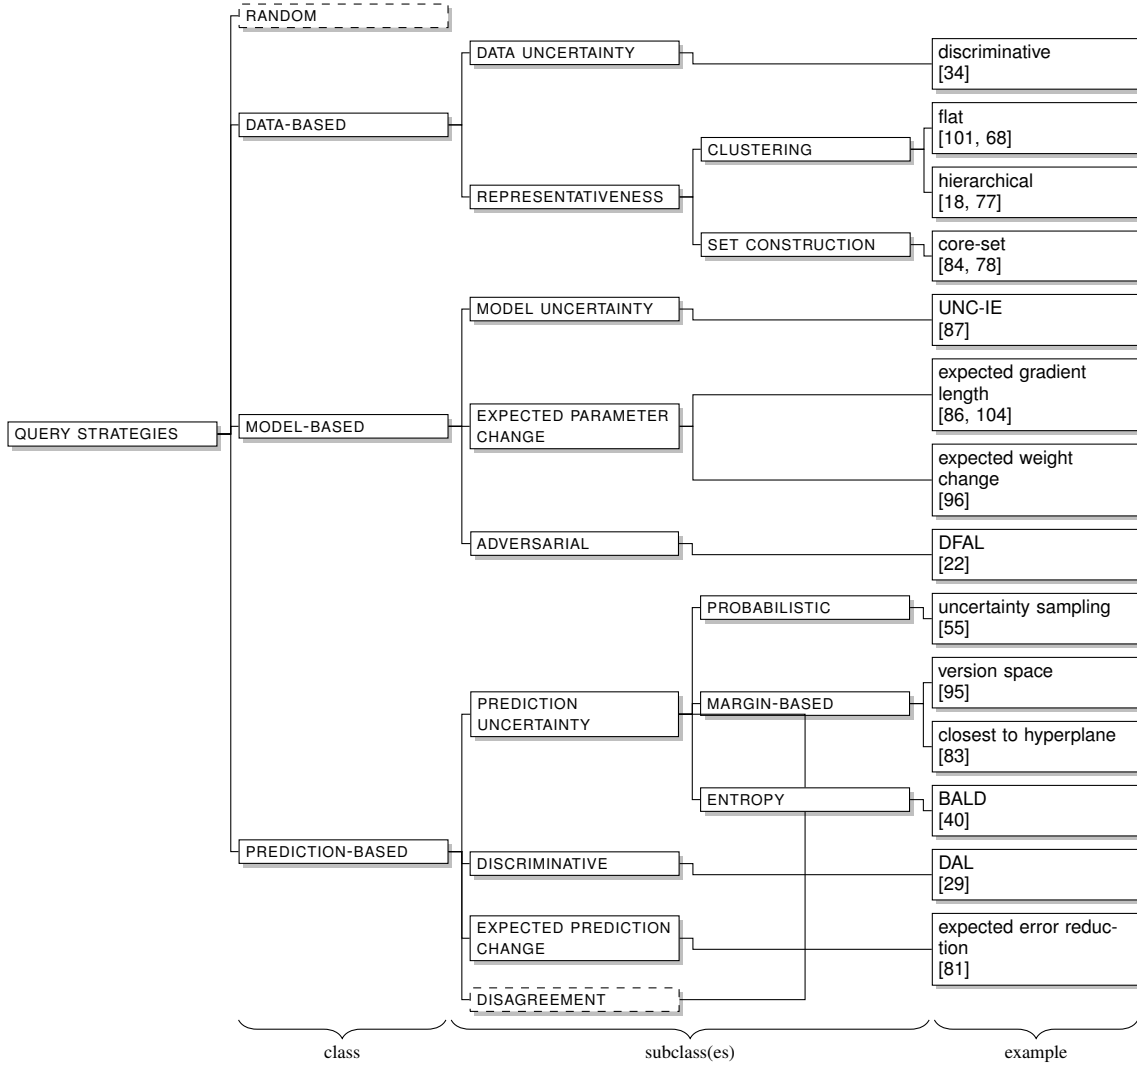 RANDOM
DATA UNCERTAINTY
discriminative
[34]
DATA-BASED
flat
[101, 68]
CLUSTERING
hierarchical
[18, 77]
REPRESENTATIVENESS
SET CONSTRUCTION
core-set
[84, 78]
MODEL UNCERTAINTY
UNC-IE
[87]
expected gradient
length
[86, 104]
QUERY STRATEGIES
MODEL-BASED
EXPECTED PARAMETER
CHANGE
expected weight
change
[96]
ADVERSARIAL
DFAL
[22]
PROBABILISTIC
uncertainty sampling
[55]
version space
[95]
PREDICTION
UNCERTAINTY
MARGIN-BASED
closest to hyperplane
[83]
ENTROPY
BALD
[40]
PREDICTION-BASED
DISCRIMINATIVE
DAL
[29]
EXPECTED PREDICTION
CHANGE
expected error reduc-
tion
[81]
DISAGREEMENT
class
subclass(es)
example